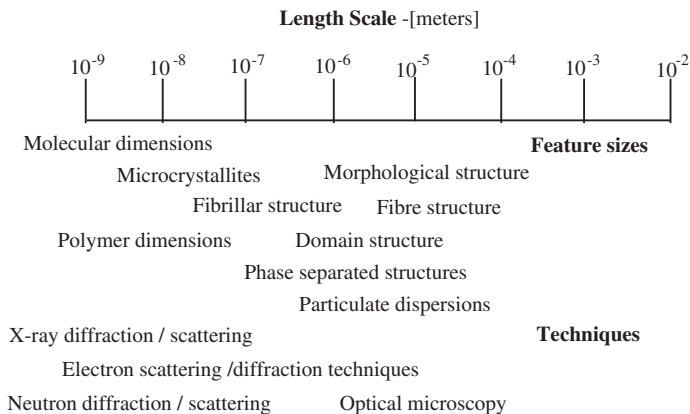 Length Scale -[meters]
10-9 10-8 10-7 10-6 10-5 10-4 10-3 10-2
Molecular dimensions Feature sizes
Microcrystallites Morphological structure
Fibrillar structure Fibre structure
Polymer dimensions Domain structure
Phase separated structures
Particulate dispersions
X-ray diffraction / scattering Techniques
Electron scattering /diffraction techniques
Neutron diffraction / scattering Optical microscopy